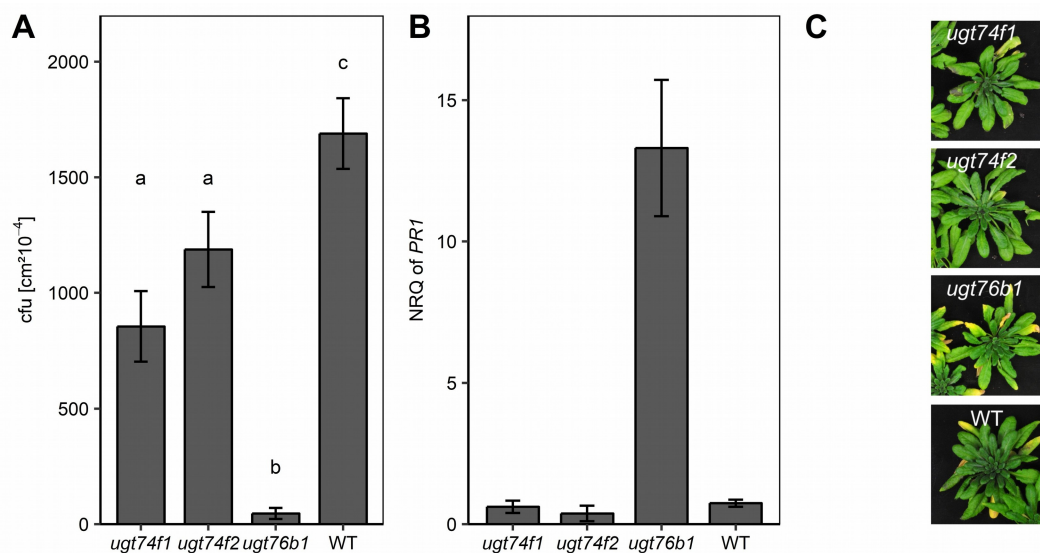 A
cfu [cm²10⁻⁴]
2000
1500
1000
500
0
a
a
b
c
ugt74f1
ugt74f2
ugt76b1
WT
B
NRQ of PR1
15
10
5
0
ugt74f1
ugt74f2
ugt76b1
WT
C
ugt74f1
ugt74f2
ugt76b1
WT